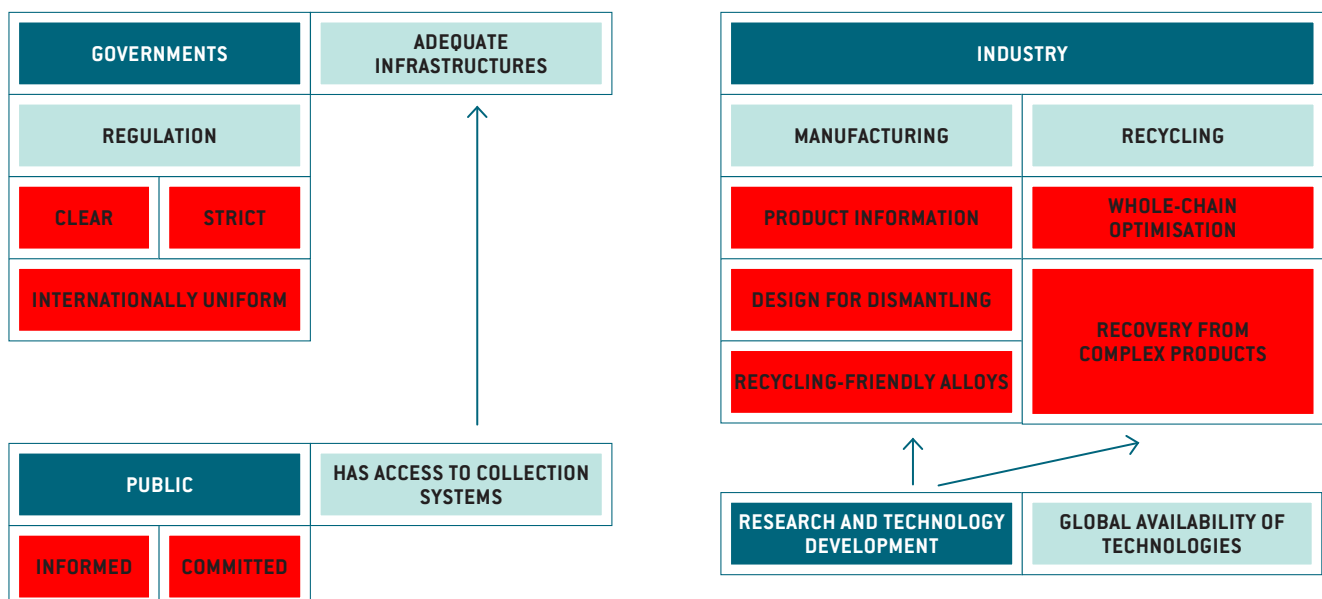 GOVERNMENTS
ADEQUATE
INFRASTRUCTURES
REGULATION
CLEAR
STRICT
INTERNATIONALLY UNIFORM
PUBLIC
HAS ACCESS TO COLLECTION
SYSTEMS
INFORMED
COMMITTED
INDUSTRY
MANUFACTURING
RECYCLING
PRODUCT INFORMATION
WHOLE-CHAIN
OPTIMISATION
DESIGN FOR DISMANTLING
RECOVERY FROM
COMPLEX PRODUCTS
RECYCLING-FRIENDLY ALLOYS
RESEARCH AND TECHNOLOGY
DEVELOPMENT
GLOBAL AVAILABILITY OF
TECHNOLOGIES